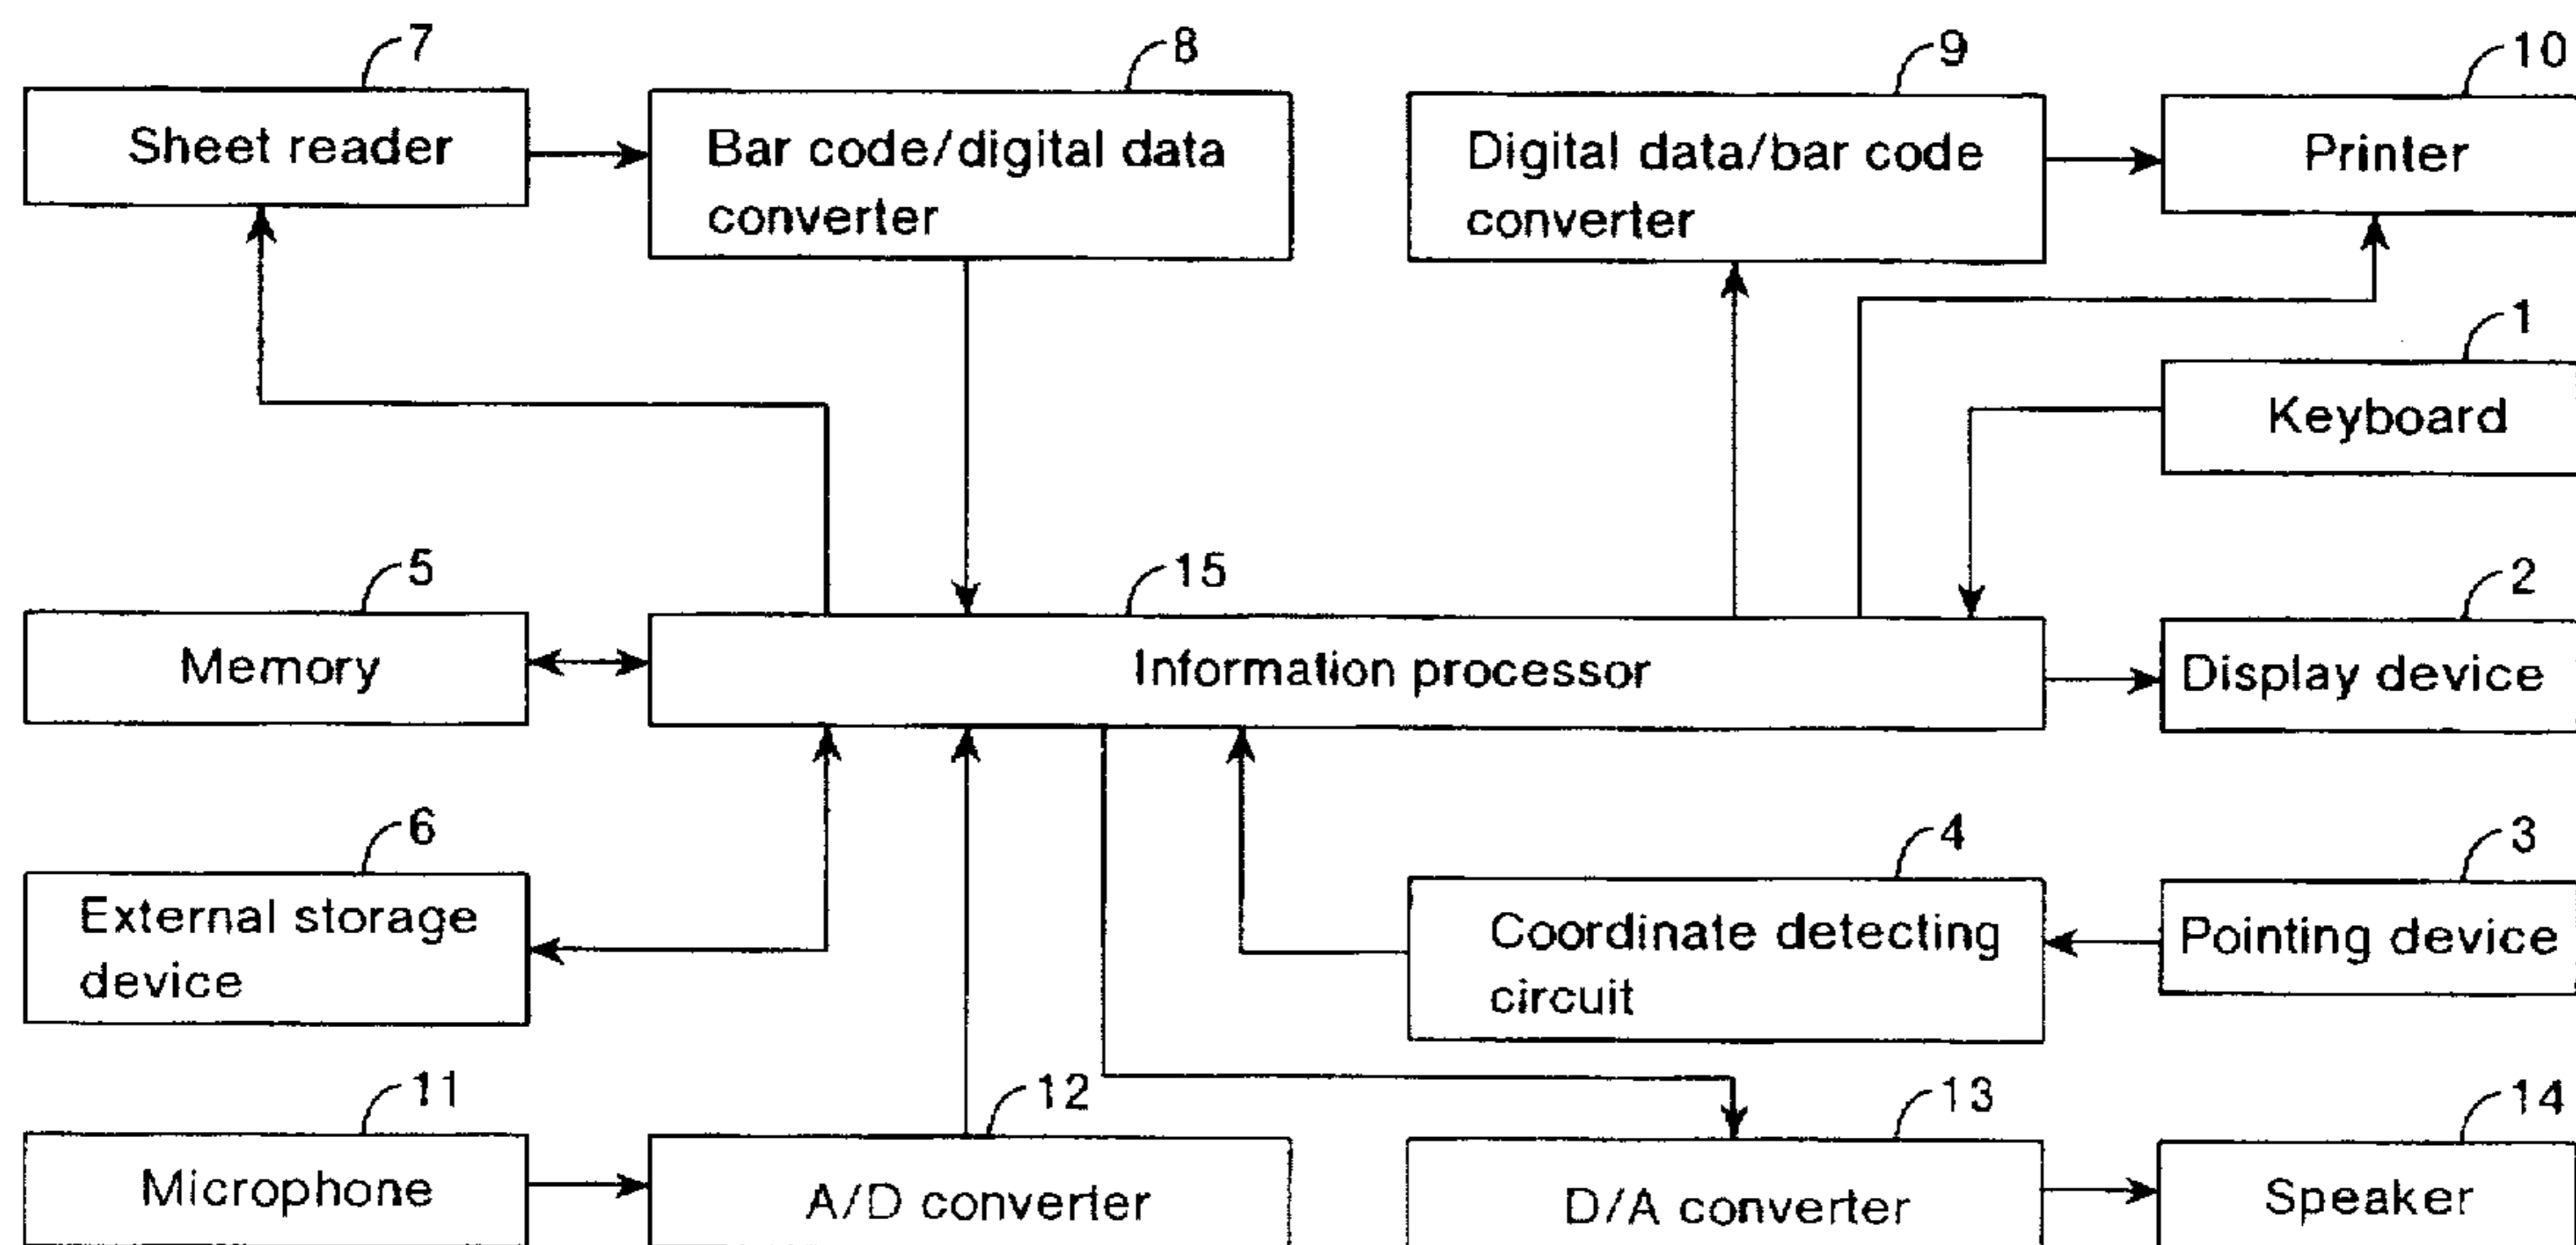 7
8
9
10
Sheet reader
Bar code/digital data
converter
Digital data/bar code
converter
Printer
1
Keyboard
5
15
2
Memory
Information processor
Display device
6
4
3
External storage
device
Coordinate detecting
circuit
Pointing device
11
12
13
14
Microphone
A/D converter
D/A converter
Speaker